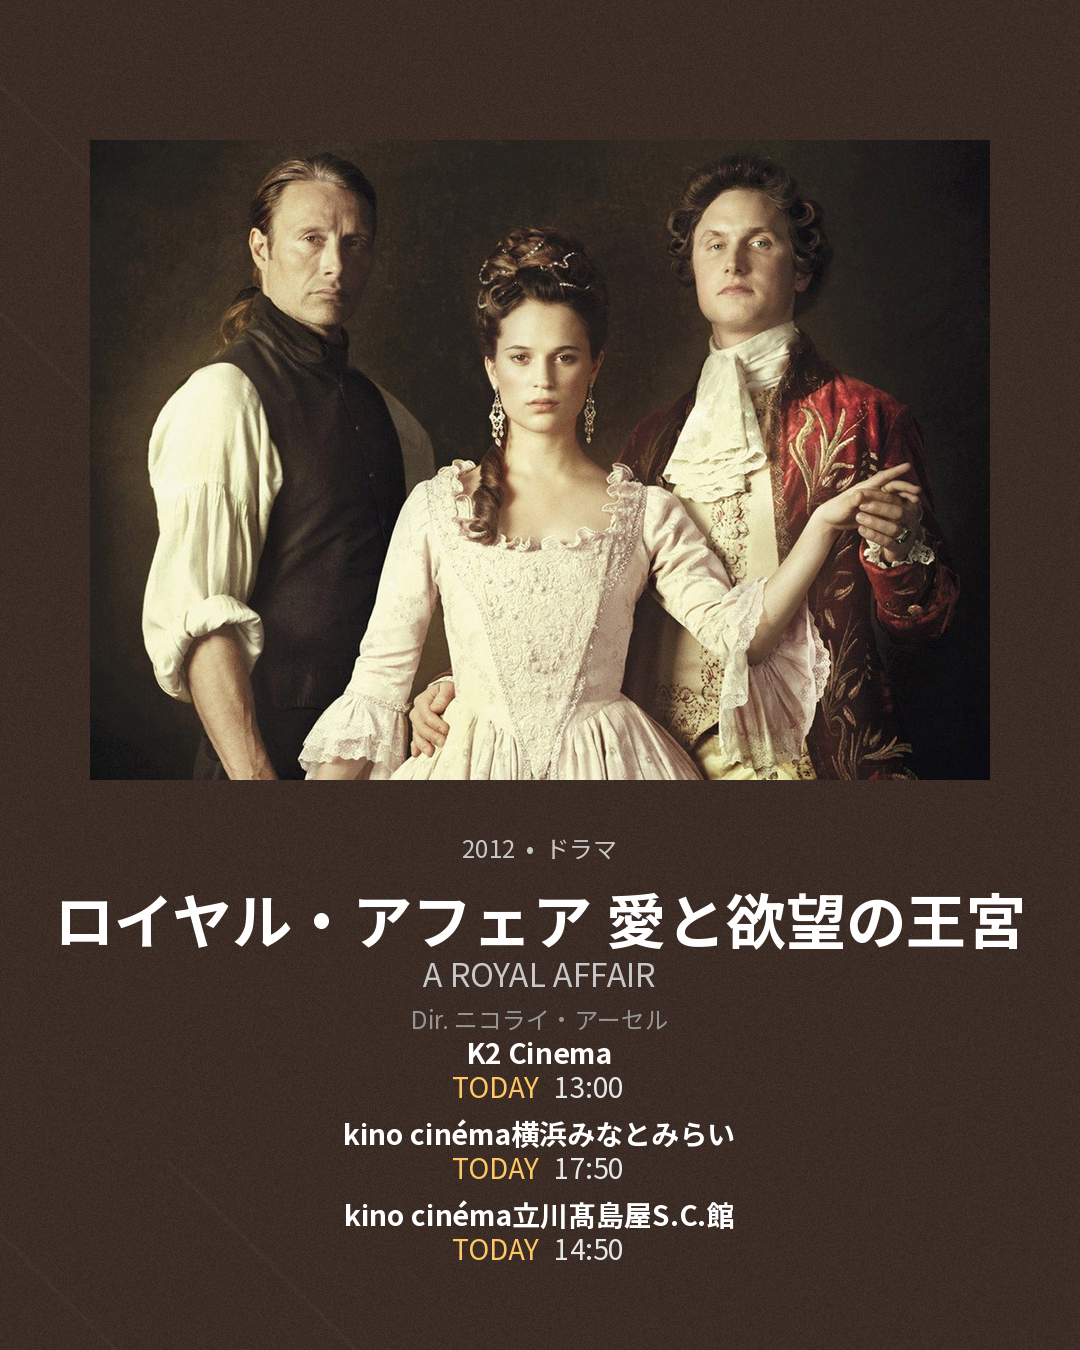 2012 • ドラマ
ロイヤル・アフェア 愛と欲望の王宮
A ROYAL AFFAIR
Dir. ニコライ・アーセル
K2 Cinema
TODAY 13:00
kino cinéma横浜みなとみらい
TODAY 17:50
kino cinéma立川髙島屋S.C.館
TODAY 14:50